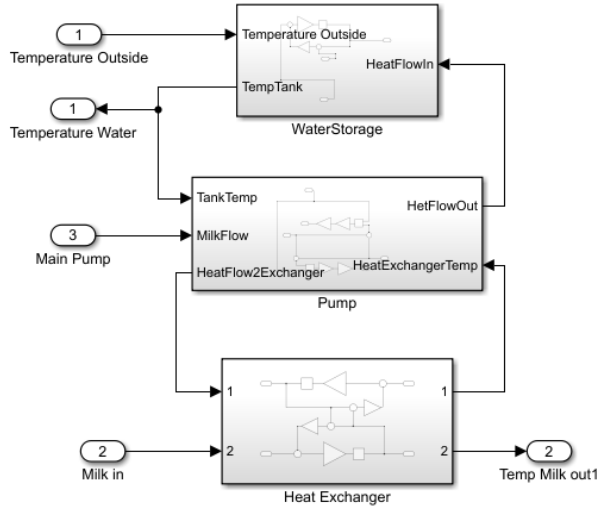 1
Temperature Outside
Temperature Outside
HeatFlowIn
TempTank
WaterStorage
1
Temperature Water
TankTemp
HetFlowOut
3
Main Pump
MilkFlow
HeatFlow2Exchanger
HeatExchangerTemp
Pump
1
1
2
Milk in
2
2
2
Temp Milk out1
Heat Exchanger